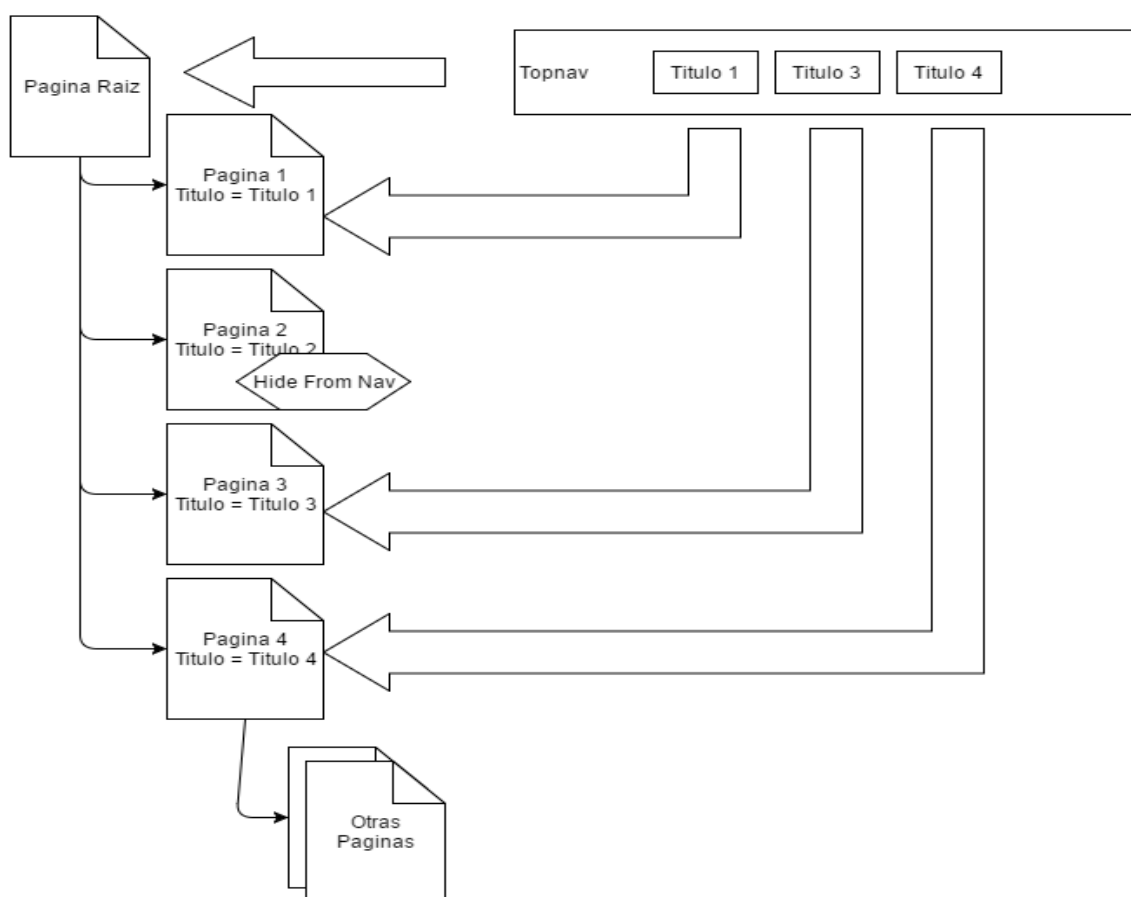 Pagina Raiz
Topnav
Titulo 1
Titulo 3
Titulo 4
Pagina 1
Titulo = Titulo 1
Pagina 2
Titulo = Titulo 2
Hide From Nav
Pagina 3
Titulo = Titulo 3
Pagina 4
Titulo = Titulo 4
Otras
Paginas